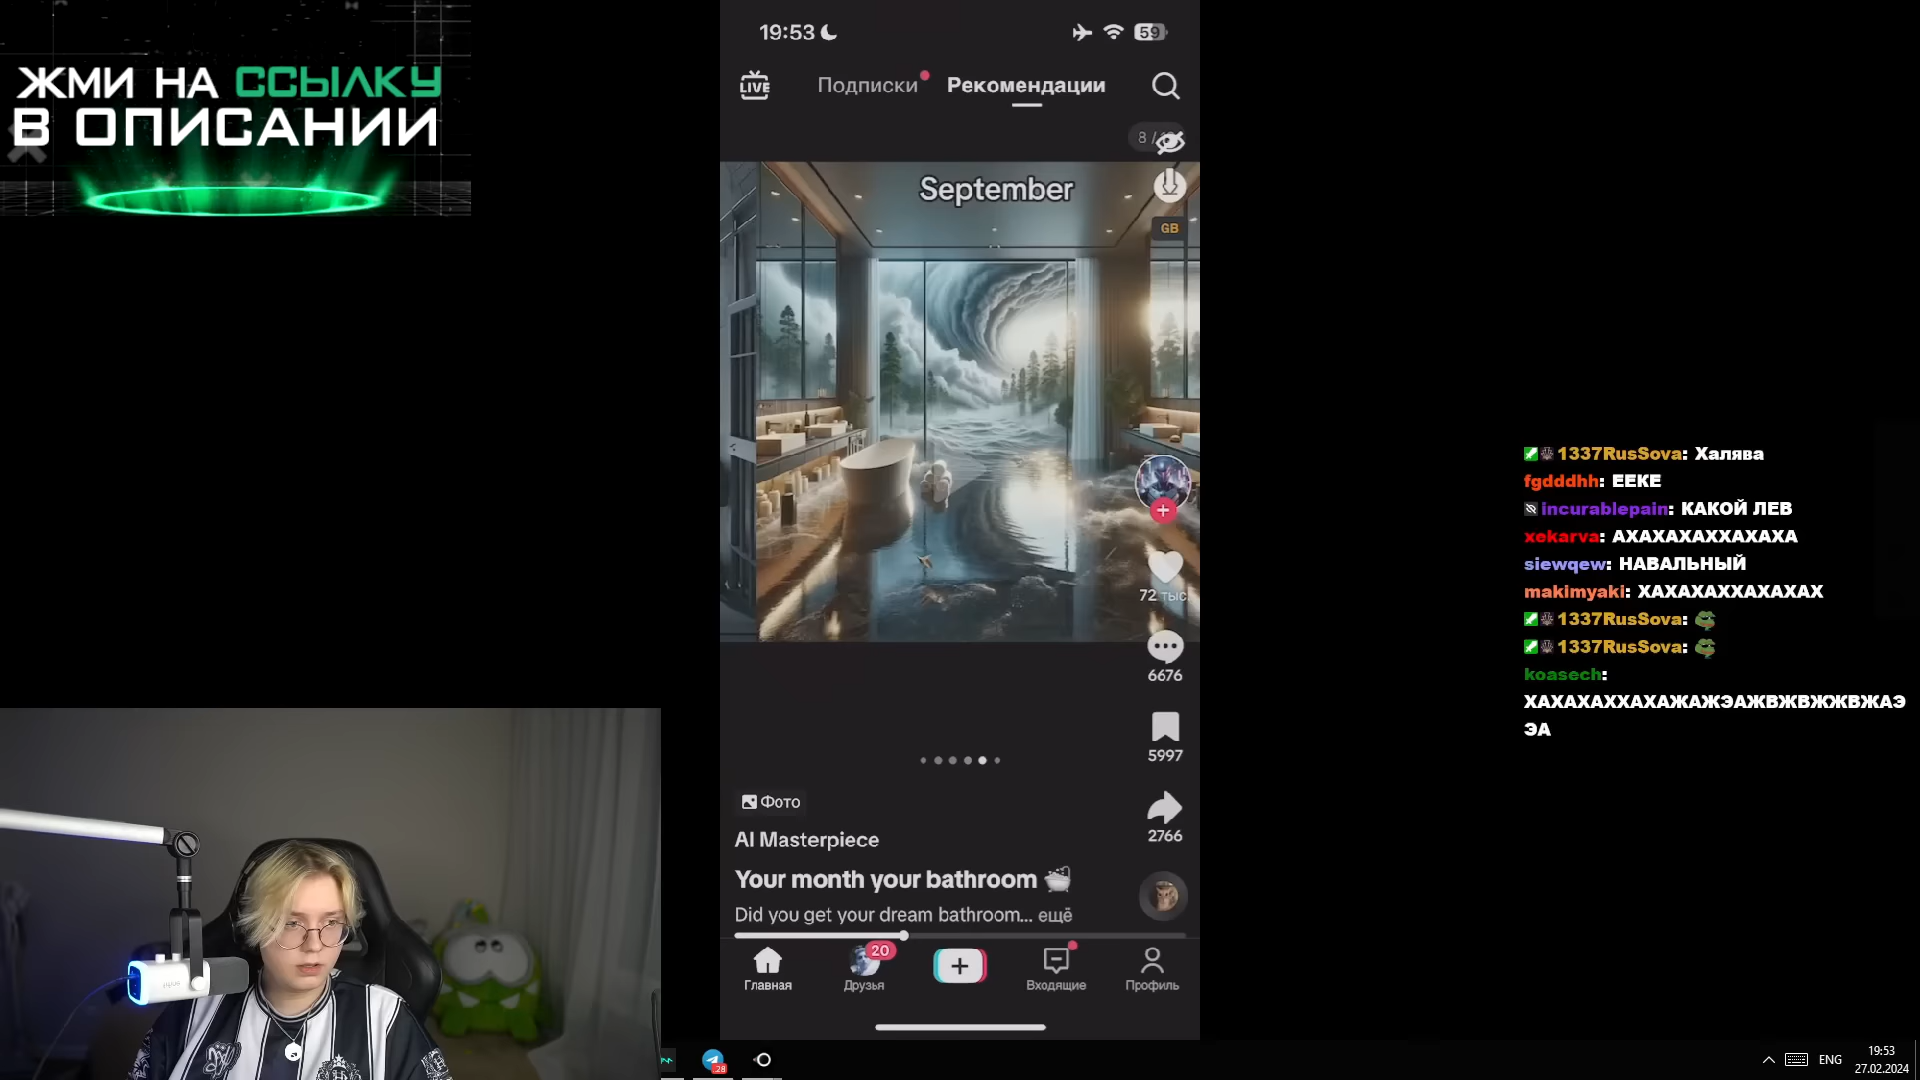 ЖМИ НА ССЫЛКУ
В ОПИСАНИИ
19:53
59
LIVE
Подписки
Рекомендации
8 /
September
GB
72 тыс.
6676
5997
2766
Фото
AI Masterpiece
Your month your bathroom
Did you get your dream bathroom... ещё
20
Главная
Друзья
Входящие
Профиль
1337RusSova: Халява
fgdddhh: ЕЕКЕ
incurablepain: КАКОЙ ЛЕВ
xekarva: АХАХАХАХХАХАХА
siewqew: НАВАЛЬНЫЙ
makimyaki: ХАХАХАХХАХАХАХ
1337RusSova:
1337RusSova:
koasech:
ХАХАХАХХАХАЖАЖЭАЖВЖВЖЖВЖАЭ
ЭА
28
ENG
19:53
27.02.2024